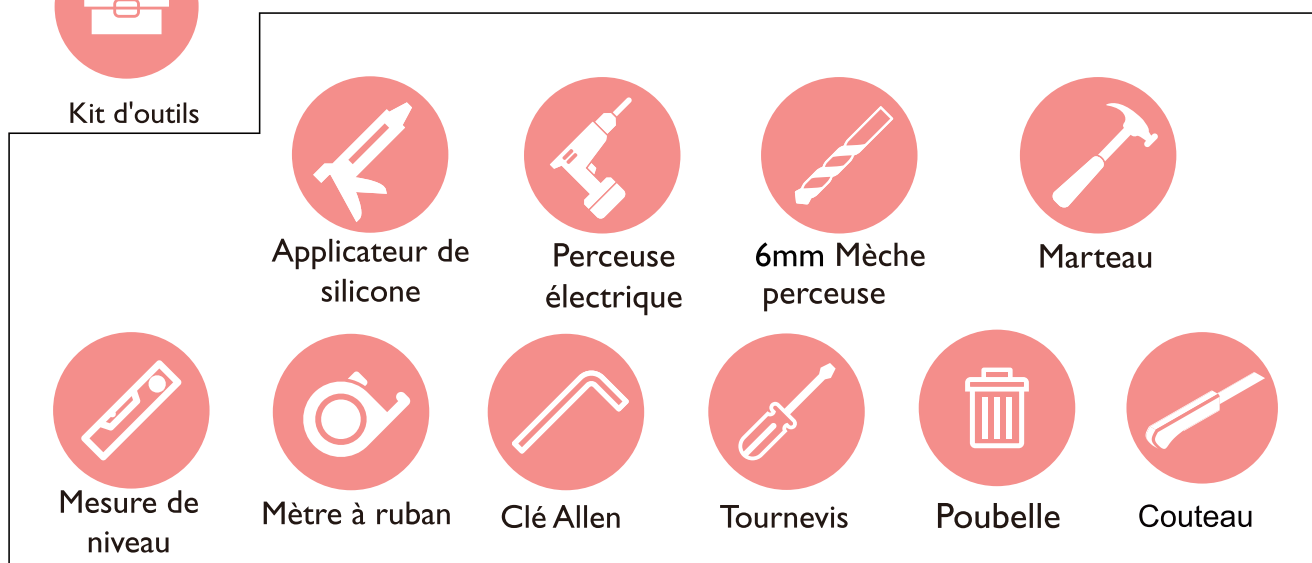 Kit d'outils
Applicateur de
silicone
Perceuse
électrique
6mm Mèche
perceuse
Marteau
Mesure de
niveau
Mètre à ruban
Clé Allen
Tournevis
Poubelle
Couteau